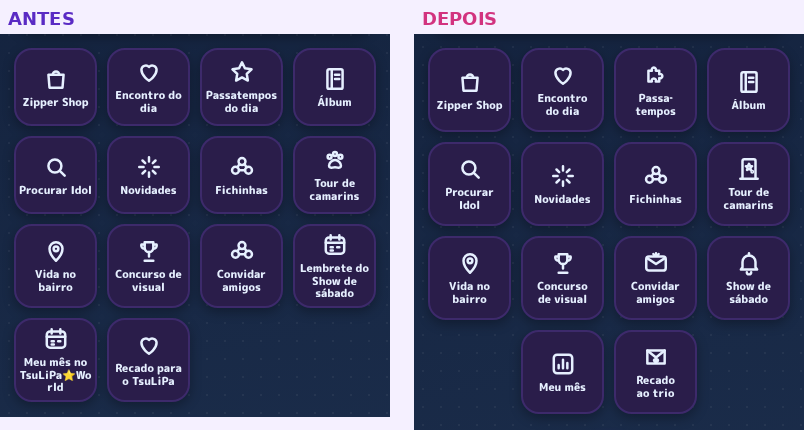 ANTES
Zipper Shop
Encontro do
dia
Passatempos
do dia
Álbum
Procurar Idol
Novidades
Fichinhas
Tour de
camarins
Vida no
bairro
Concurso de
visual
Convidar
amigos
Lembrete do
Show de
sábado
Meu mês no
TsuLiPa⭐Wo
rld
Recado para
o TsuLiPa
DEPOIS
Zipper Shop
Encontro
do dia
Passa-
tempos
Álbum
Procurar
Idol
Novidades
Fichinhas
Tour de
camarins
Vida no
bairro
Concurso
de visual
Convidar
amigos
Show de
sábado
Meu mês
Recado
ao trio